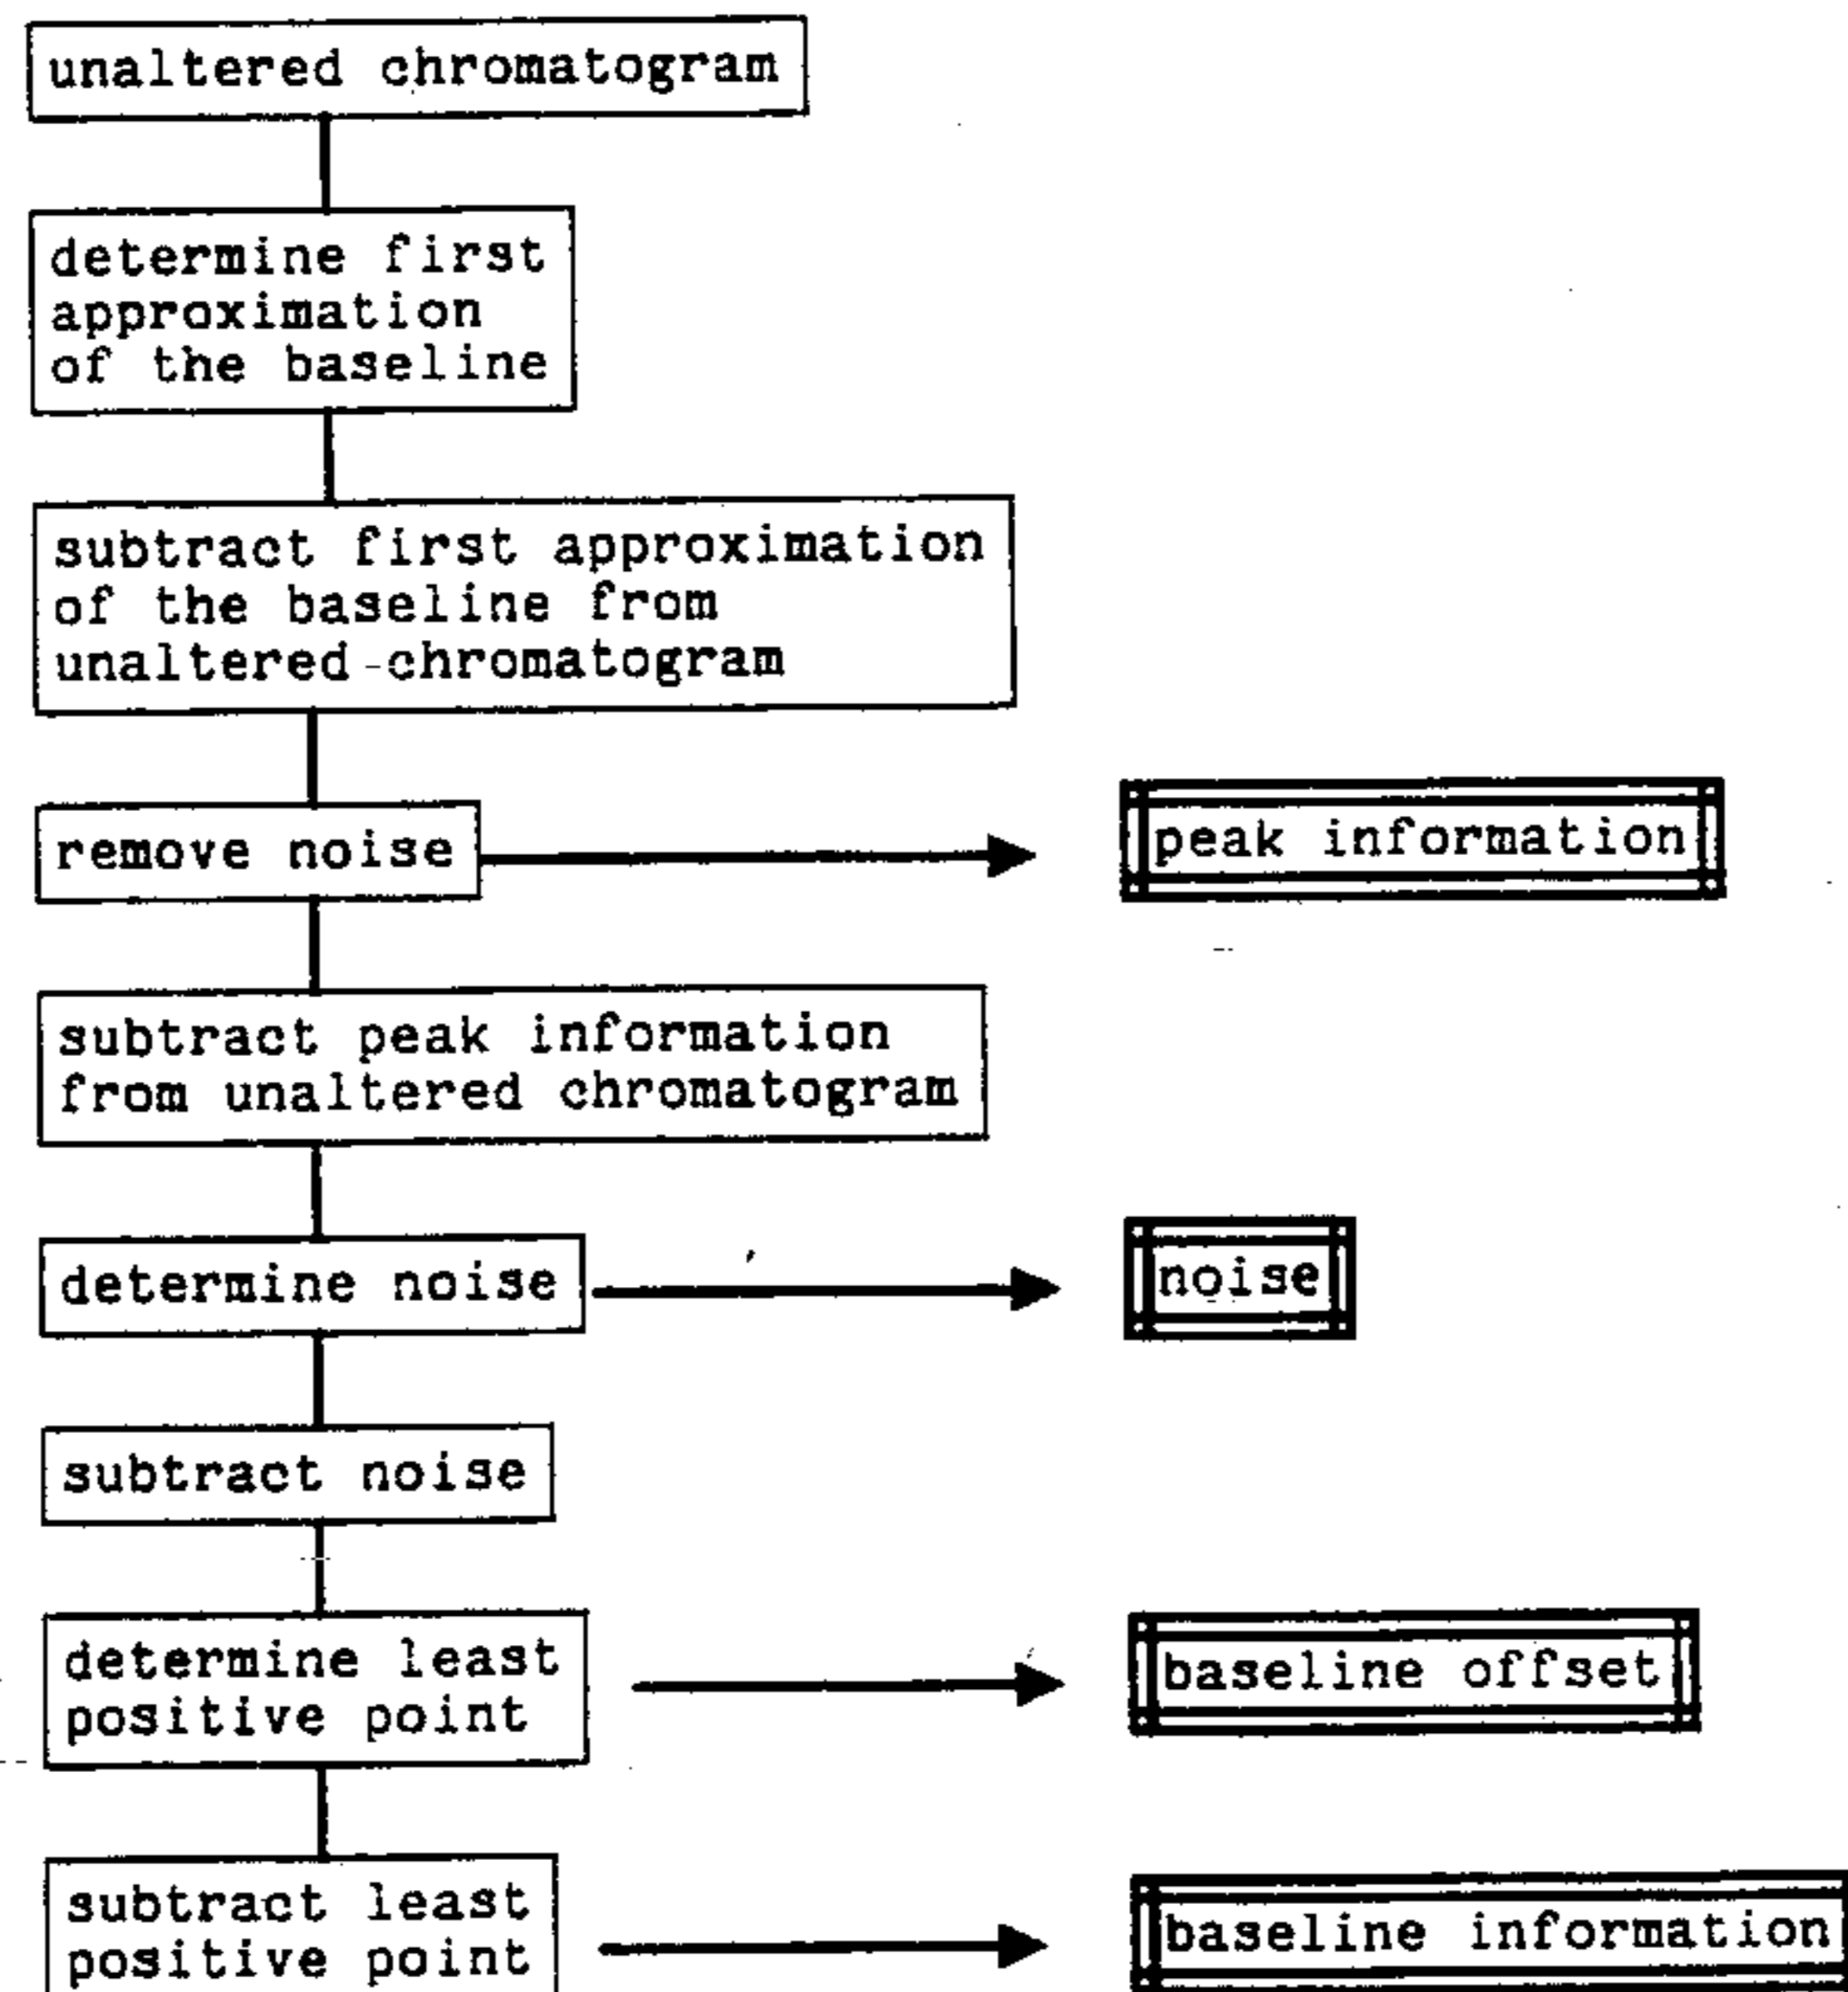 unaltered chromatogram
determine first
approximation
of the baseline
subtract first approximation
of the baseline from
unaltered chromatogram
remove noise
peak information
subtract peak information
from unaltered chromatogram
determine noise
noise
subtract noise
determine least
positive point
baseline offset
subtract least
positive point
baseline information